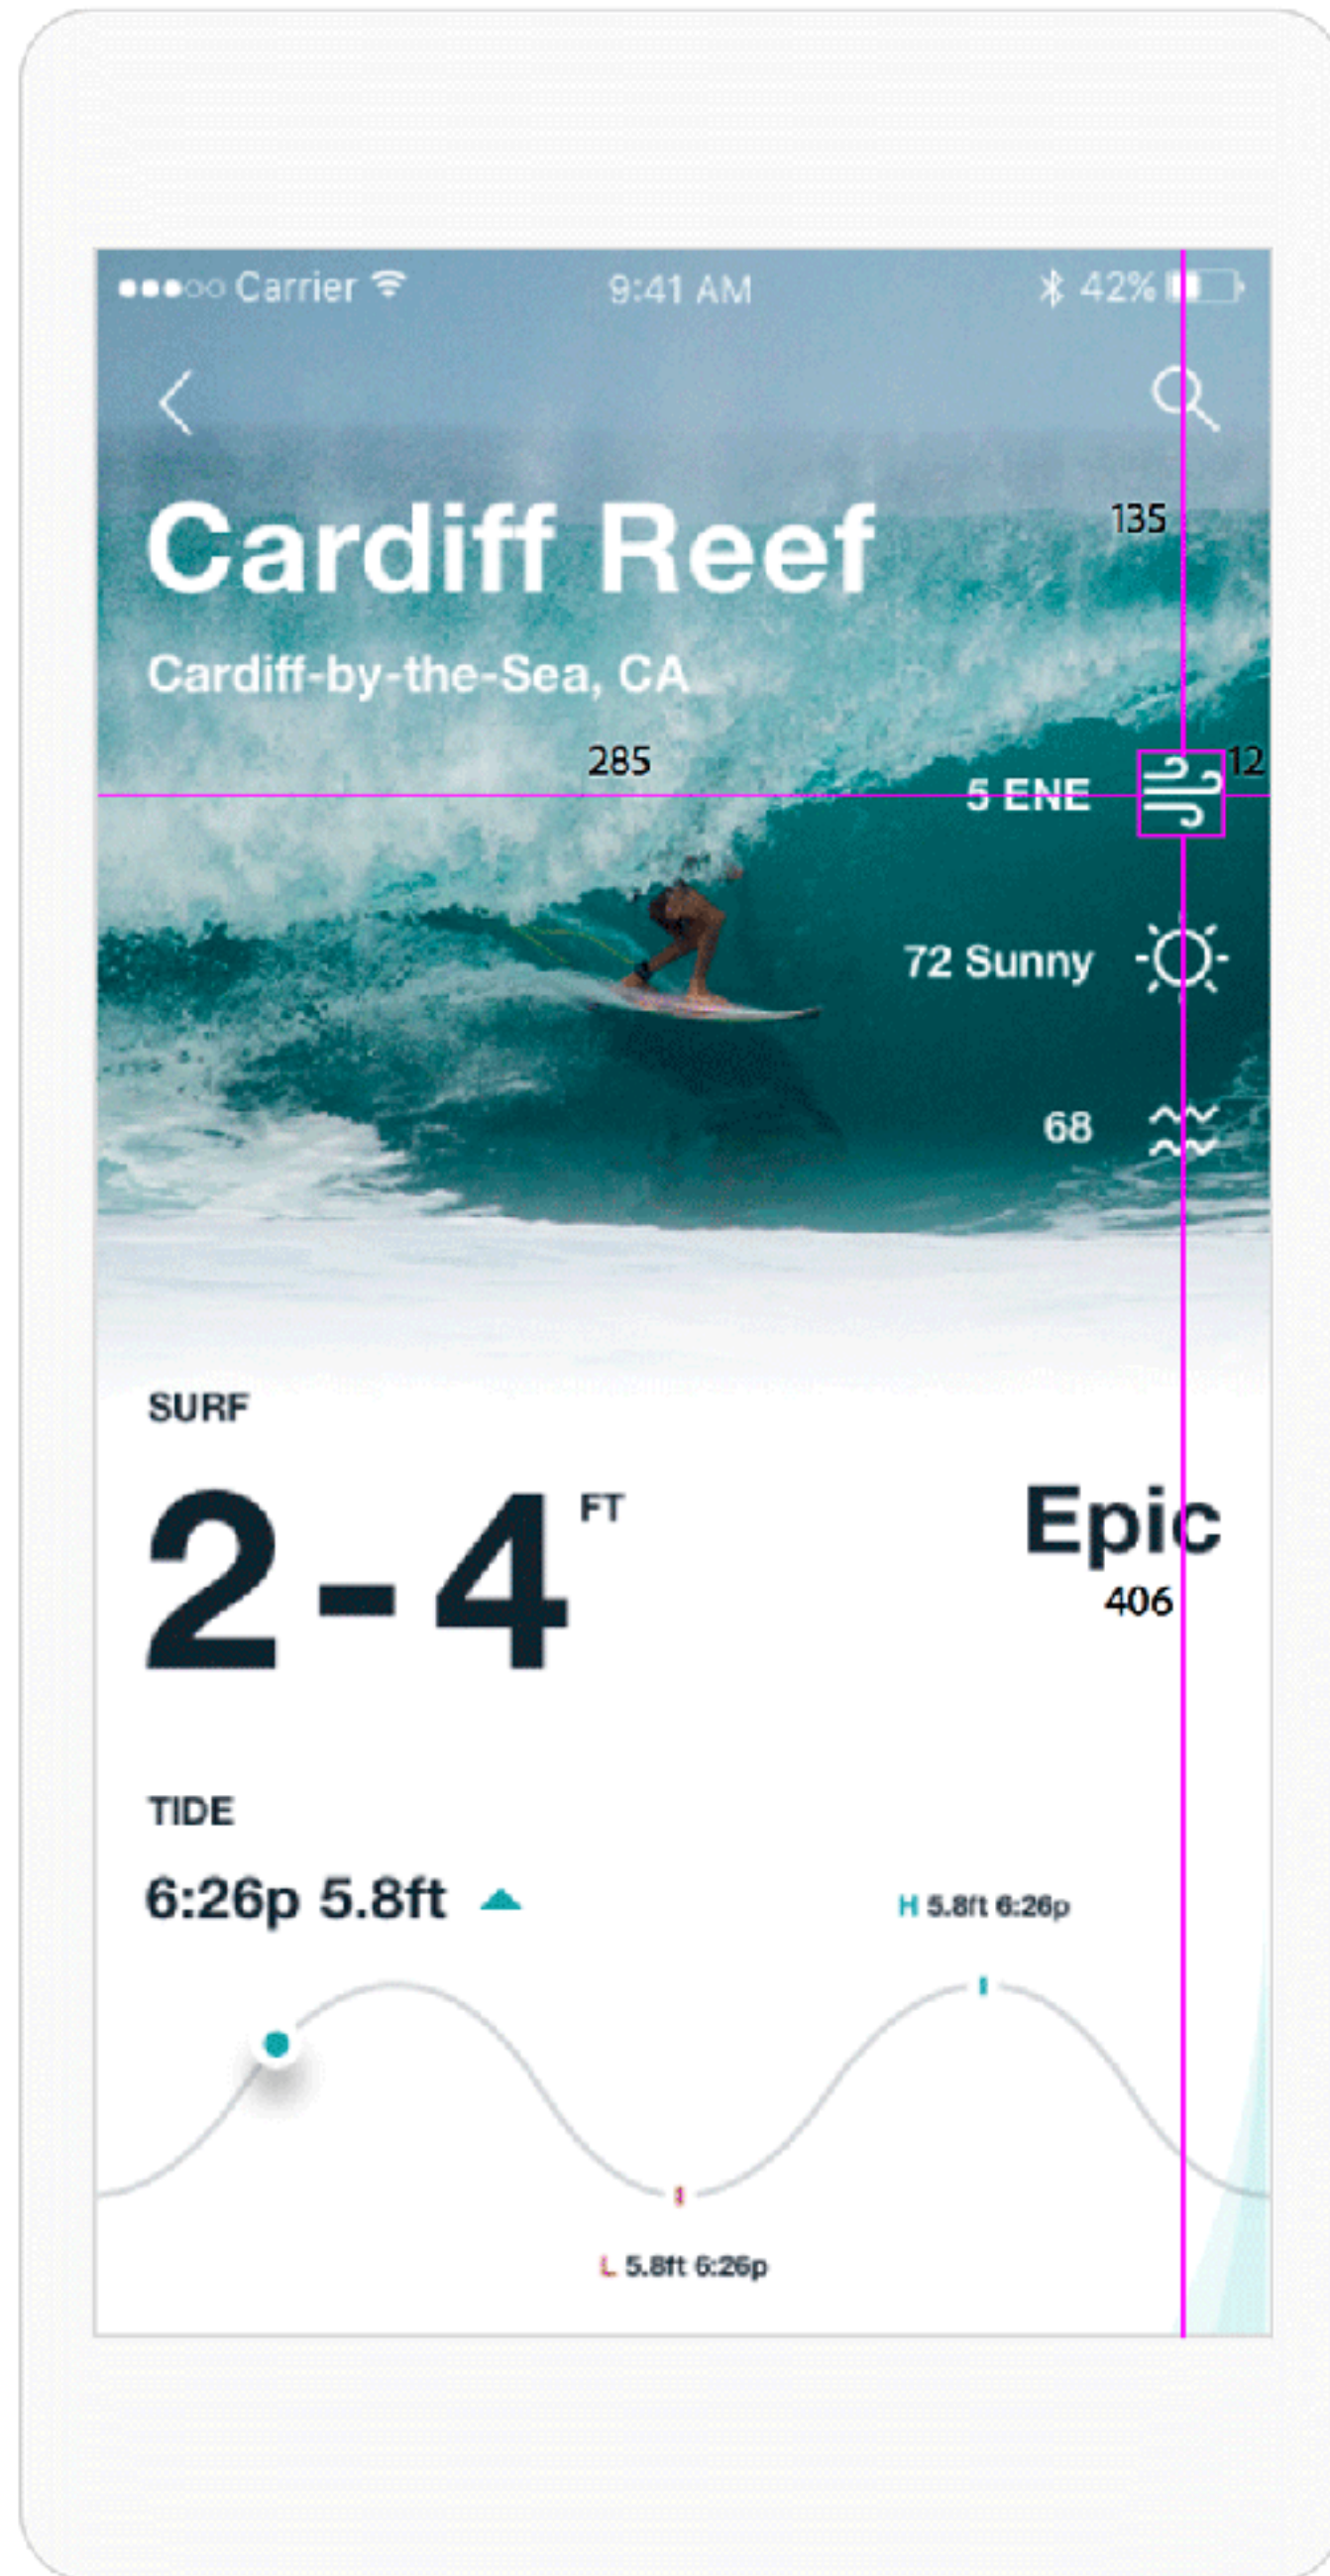 Carrier 9:41 AM 42%
Cardiff Reef
135
Cardiff-by-the-Sea, CA
285
12
5 ENE
72 Sunny
68
SURF
2-4 FT
Epic
406
TIDE
6:26p 5.8ft
H 5.8ft 6:26p
L 5.8ft 6:26p